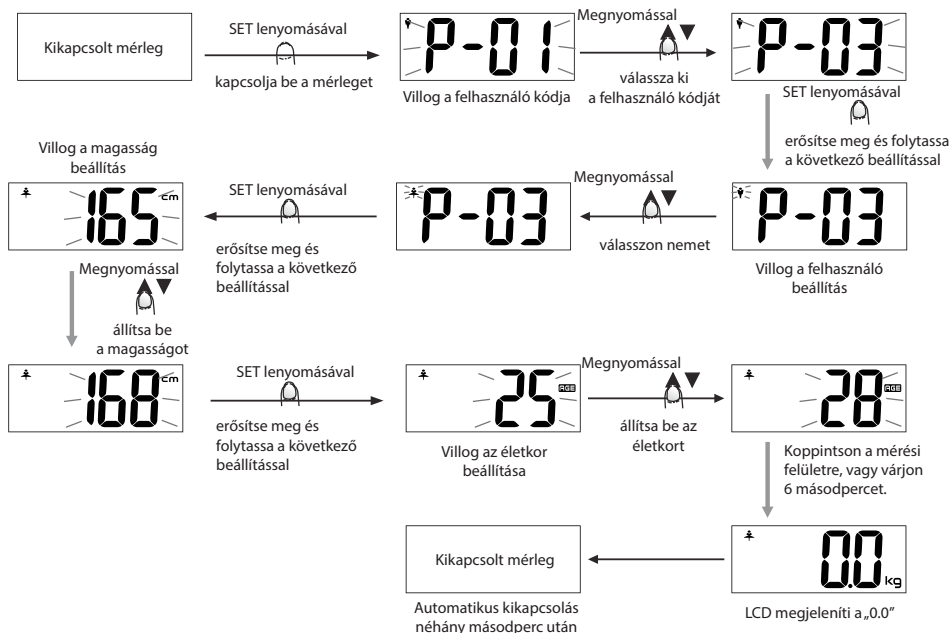 Kikapcsolt mérleg
SET lenyomásával
kapcsolja be a mérleget
P-01
Villog a felhasználó kódja
Megnyomással
válassza ki
a felhasználó kódját
P-03
SET lenyomásával
erősítse meg és folytassa
a következő beállítással
P-03
Villog a felhasználó
beállítás
Megnyomással
válasszon nemet
P-03
SET lenyomásával
erősítse meg és
folytassa a következő
beállítással
Villog a magasság
beállítás
165 cm
Megnyomással
állítsa be
a magasságot
168 cm
SET lenyomásával
erősítse meg és
folytassa a következő
beállítással
25 AGE
Villog az életkor
beállítása
Megnyomással
állítsa be az
életkort
28 AGE
Koppintson a mérési
felületre, vagy várjon
6 másodpercet.
0.0 kg
LCD megjeleníti a „0.0”
Kikapcsolt mérleg
Automatikus kikapcsolás
néhány másodperc után